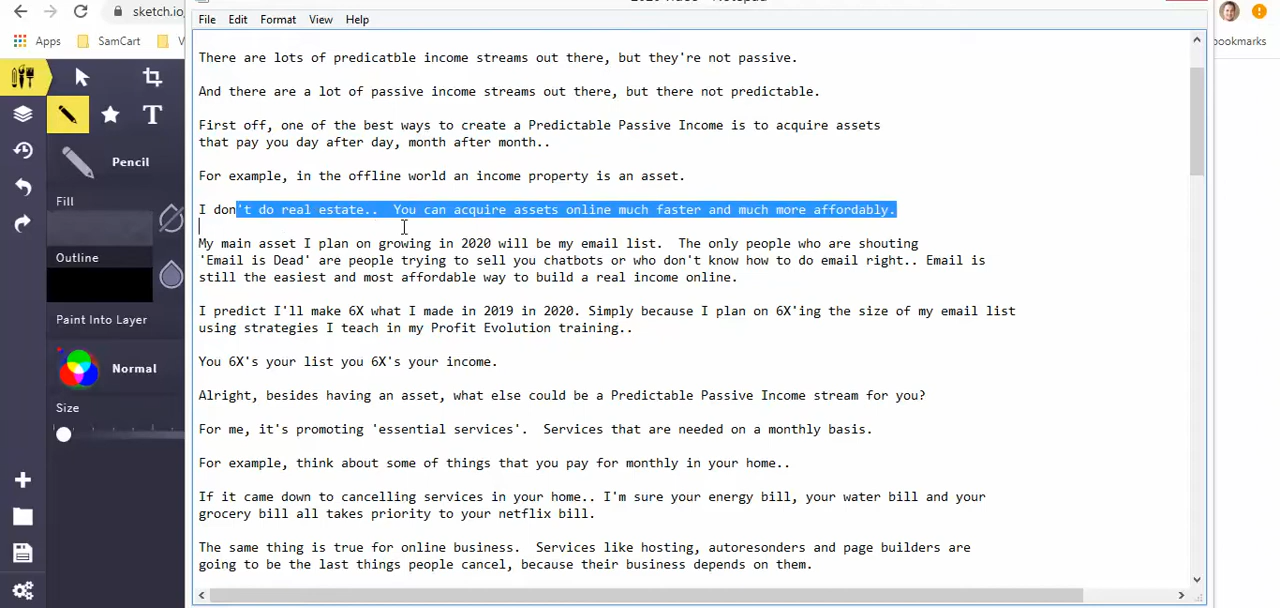 sketch.io
File Edit Format View Help
Apps SamCart
bookmarks
There are lots of predicatble income streams out there, but they're not passive.
And there are a lot of passive income streams out there, but there not predictable.
First off, one of the best ways to create a Predictable Passive Income is to acquire assets
that pay you day after day, month after month..
For example, in the offline world an income property is an asset.
I don't do real estate..  You can acquire assets online much faster and much more affordably.
My main asset I plan on growing in 2020 will be my email list.  The only people who are shouting
'Email is Dead' are people trying to sell you chatbots or who don't know how to do email right.. Email is
still the easiest and most affordable way to build a real income online.
I predict I'll make 6X what I made in 2019 in 2020. Simply because I plan on 6X'ing the size of my email list
using strategies I teach in my Profit Evolution training..
You 6X's your list you 6X's your income.
Alright, besides having an asset, what else could be a Predictable Passive Income stream for you?
For me, it's promoting 'essential services'.  Services that are needed on a monthly basis.
For example, think about some of things that you pay for monthly in your home..
If it came down to cancelling services in your home.. I'm sure your energy bill, your water bill and your
grocery bill all takes priority to your netflix bill.
The same thing is true for online business.  Services like hosting, autoresonders and page builders are
going to be the last things people cancel, because their business depends on them.
T
Pencil
Fill
Outline
Paint Into Layer
Normal
Size